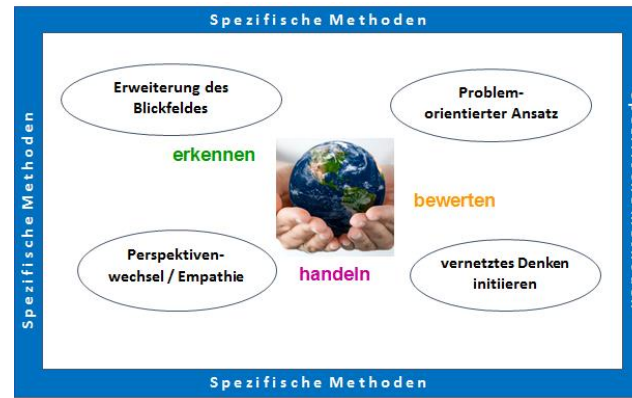 Spezifische Methoden
Spezifische Methoden
Erweiterung des
Blickfeldes
Problem-
orientierter Ansatz
erkennen
bewerten
Perspektiven-
wechsel / Empathie
handeln
vernetztes Denken
initiieren
Spezifische Methoden